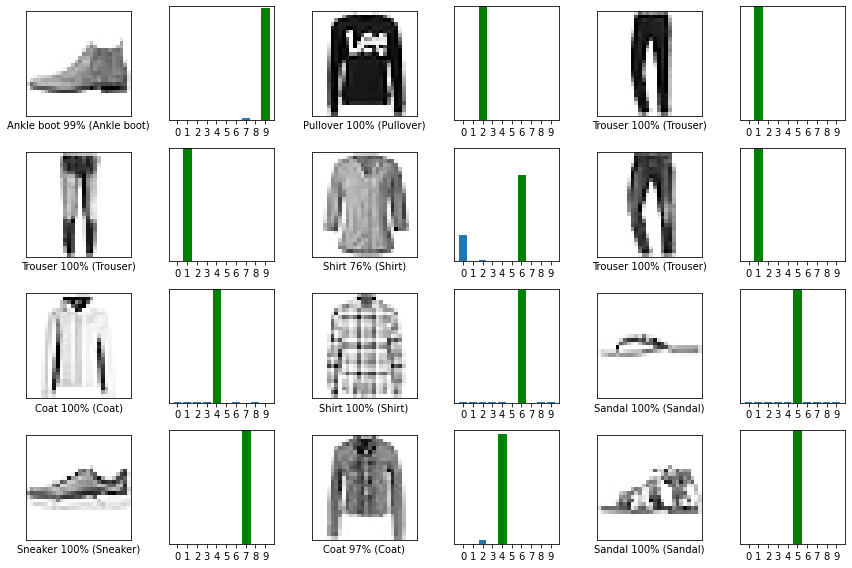 Lee
Ankle boot 99% (Ankle boot)
0 1 2 3 4 5 6 7 8 9
Pullover 100% (Pullover)
0 1 2 3 4 5 6 7 8 9
Trouser 100% (Trouser)
0 1 2 3 4 5 6 7 8 9
Trouser 100% (Trouser)
0 1 2 3 4 5 6 7 8 9
Shirt 76% (Shirt)
0 1 2 3 4 5 6 7 8 9
Trouser 100% (Trouser)
0 1 2 3 4 5 6 7 8 9
Coat 100% (Coat)
0 1 2 3 4 5 6 7 8 9
Shirt 100% (Shirt)
0 1 2 3 4 5 6 7 8 9
Sandal 100% (Sandal)
0 1 2 3 4 5 6 7 8 9
Sneaker 100% (Sneaker)
0 1 2 3 4 5 6 7 8 9
Coat 97% (Coat)
0 1 2 3 4 5 6 7 8 9
Sandal 100% (Sandal)
0 1 2 3 4 5 6 7 8 9